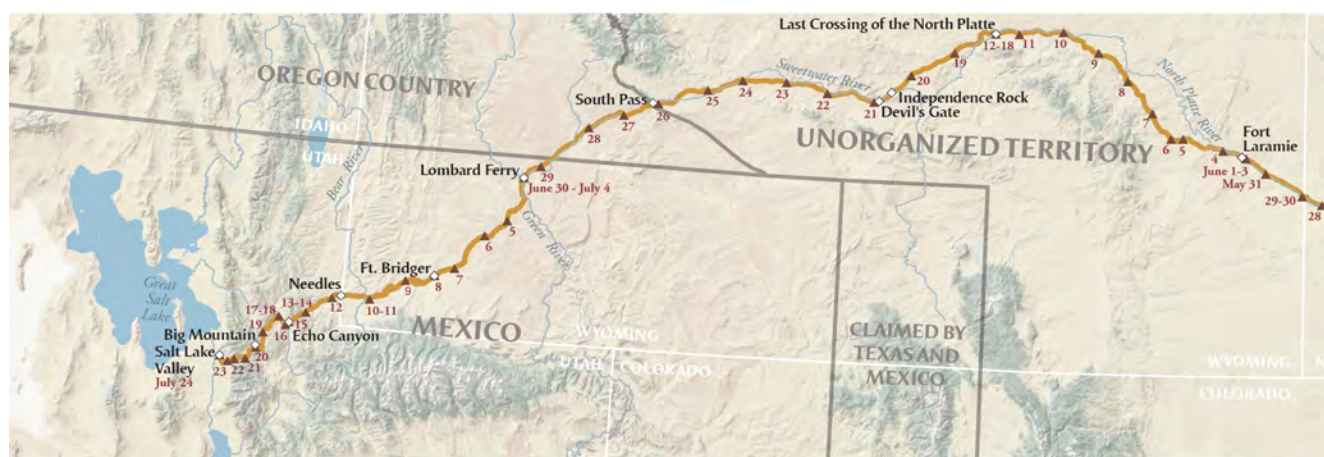 Last Crossing of the North Platte
12-18
11
10
9
8
7
6
5
4
North Platte River
Fort
Laramie
June 1-3
May 31
29-30
28
19
20
Independence Rock
Devil's Gate
21
22
23
24
25
Sweetwater River
South Pass
26
27
28
29
OREGON COUNTRY
UNORGANIZED TERRITORY
IDAHO
UTAH
Bear River
Lombard Ferry
June 30 - July 4
Green River
5
6
7
Ft. Bridger
8
9
10-11
Needles
12
13-14
15
Echo Canyon
16
17-18
19
Big Mountain
20
21
22
23
Salt Lake
Valley
July 24
Great
Salt
Lake
MEXICO
WYOMING
UTAH
COLORADO
CLAIMED BY
TEXAS AND
MEXICO
WYOMING
COLORADO
N